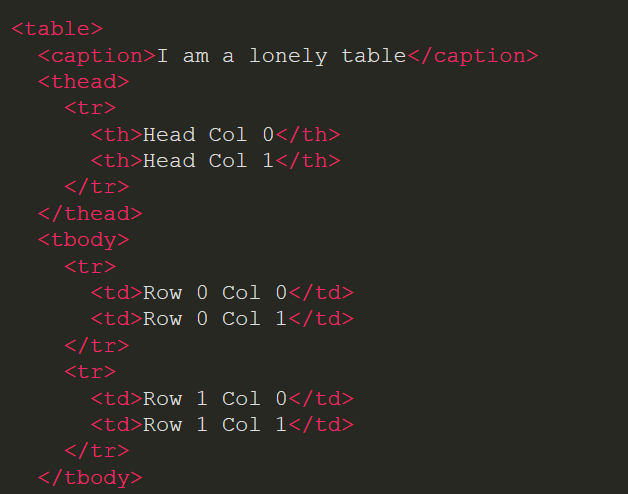 <table>
  <caption>I am a lonely table</caption>
  <thead>
    <tr>
      <th>Head Col 0</th>
      <th>Head Col 1</th>
    </tr>
  </thead>
  <tbody>
    <tr>
      <td>Row 0 Col 0</td>
      <td>Row 0 Col 1</td>
    </tr>
    <tr>
      <td>Row 1 Col 0</td>
      <td>Row 1 Col 1</td>
    </tr>
  </tbody>